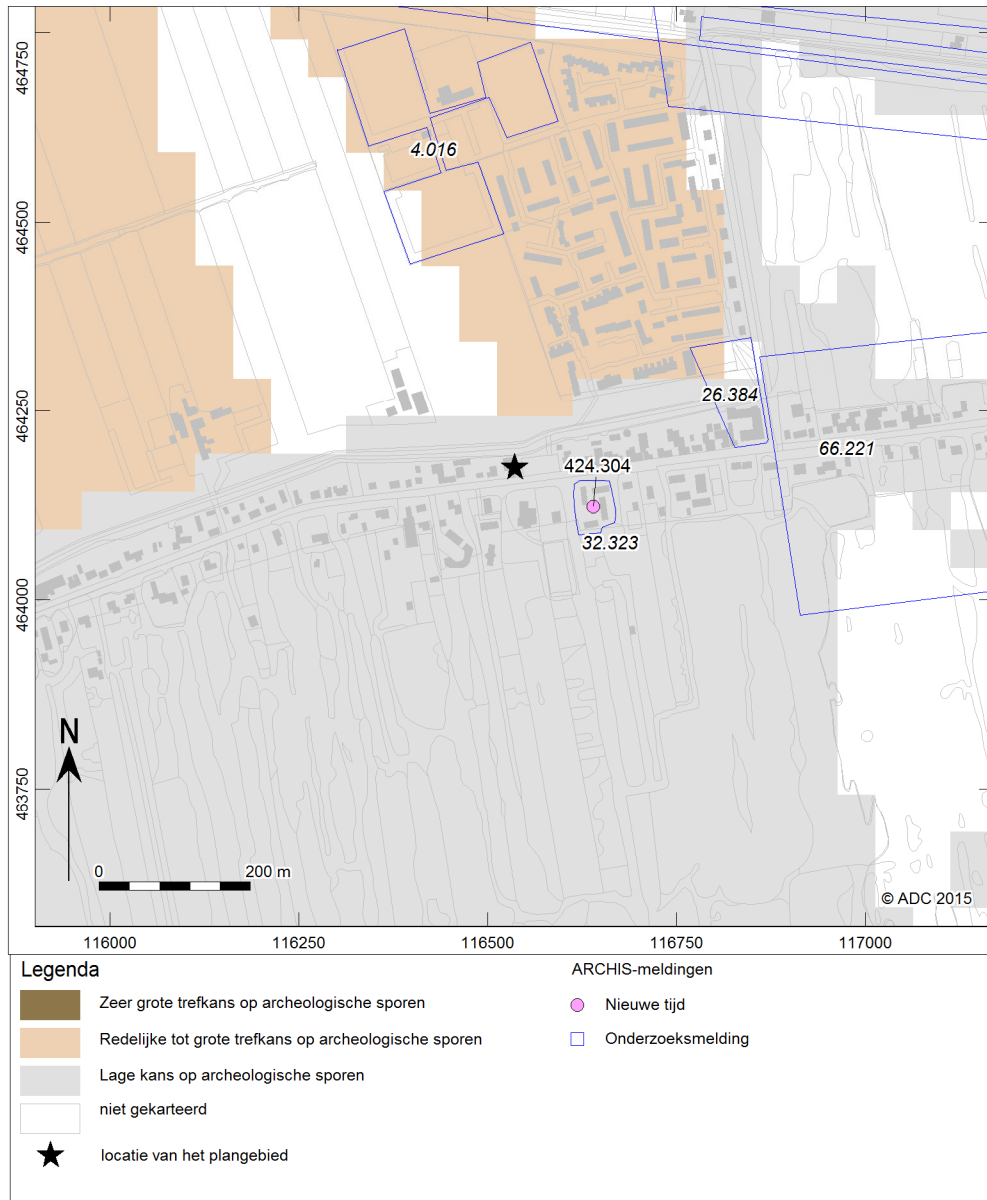 464750
464500
464250
464000
463750
4.016
26.384
66.221
424.304
32.323
N
0
200 m
© ADC 2015
116000
116250
116500
116750
117000
Legenda
Zeer grote trefkans op archeologische sporen
Redelijke tot grote trefkans op archeologische sporen
Lage kans op archeologische sporen
niet gekarteerd
locatie van het plangebied
ARCHIS-meldingen
Nieuwe tijd
Onderzoeksmelding